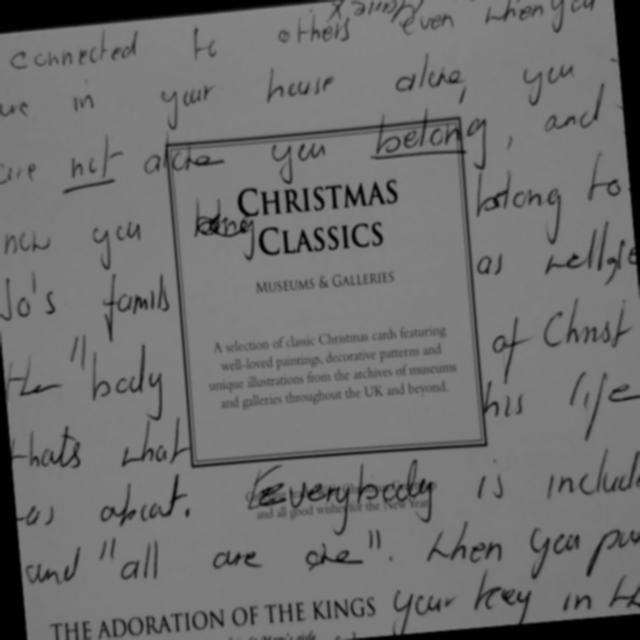 connected to others even when you
are in your house alone, you
are not alone you belong, and
now you belong CHRISTMAS CLASSICS belong to
MUSEUMS & GALLERIES
Jo's family as well as
A selection of classic Christmas cards featuring
well-loved paintings, decorative patterns and
unique illustrations from the archives of museums
and galleries throughout the UK and beyond.
the "body of Christ
thats what his life
was about. Everybody is include
and all good wishes for the New Year
and "all are one". When you put
your key in the
THE ADORATION OF THE KINGS